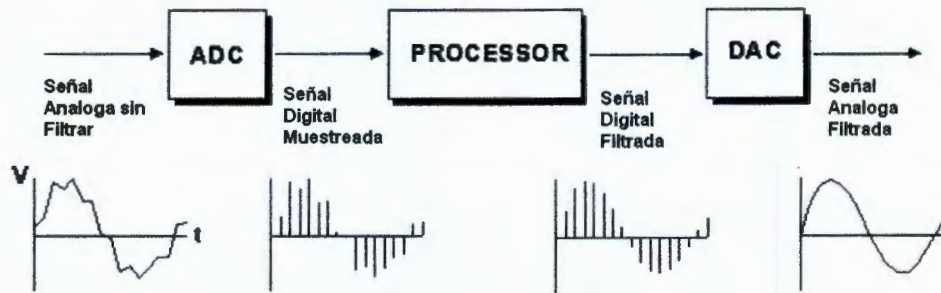 ADC
PROCESSOR
DAC
Señal
Analoga sin
Filtrar
Señal
Digital
Muestreada
Señal
Digital
Filtrada
Señal
Analoga
Filtrada
V
t